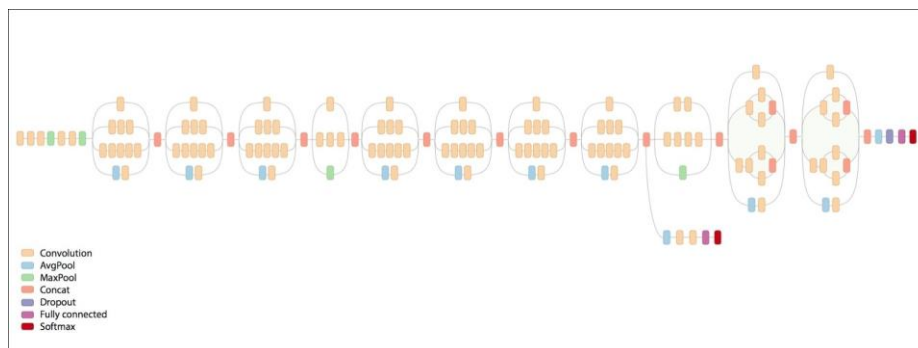 Convolution
AvgPool
MaxPool
Concat
Dropout
Fully connected
Softmax